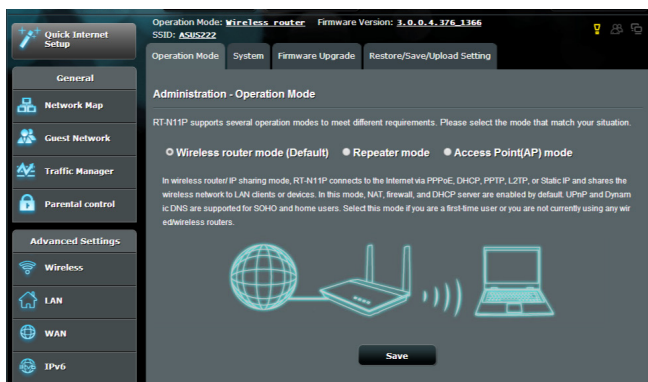 Operation Mode: Wireless router Firmware Version: 3.0.0.4.376_1366
SSID: ASUS222
Quick Internet
Setup
Operation Mode System Firmware Upgrade Restore/Save/Upload Setting
General
Network Map
Guest Network
Traffic Manager
Parental control
Advanced Settings
Wireless
LAN
WAN
IPv6
Administration - Operation Mode
RT-N11P supports several operation modes to meet different requirements. Please select the mode that match your situation.
Wireless router mode (Default) Repeater mode Access Point(AP) mode
In wireless router/ IP sharing mode, RT-N11P connects to the Internet via PPPoE, DHCP, PPTP, L2TP, or Static IP and shares the
wireless network to LAN clients or devices. In this mode, NAT, firewall, and DHCP server are enabled by default. UPnP and Dynam
ic DNS are supported for SOHO and home users. Select this mode if you are a first-time user or you are not currently using any wir
ed/wireless routers.
Save